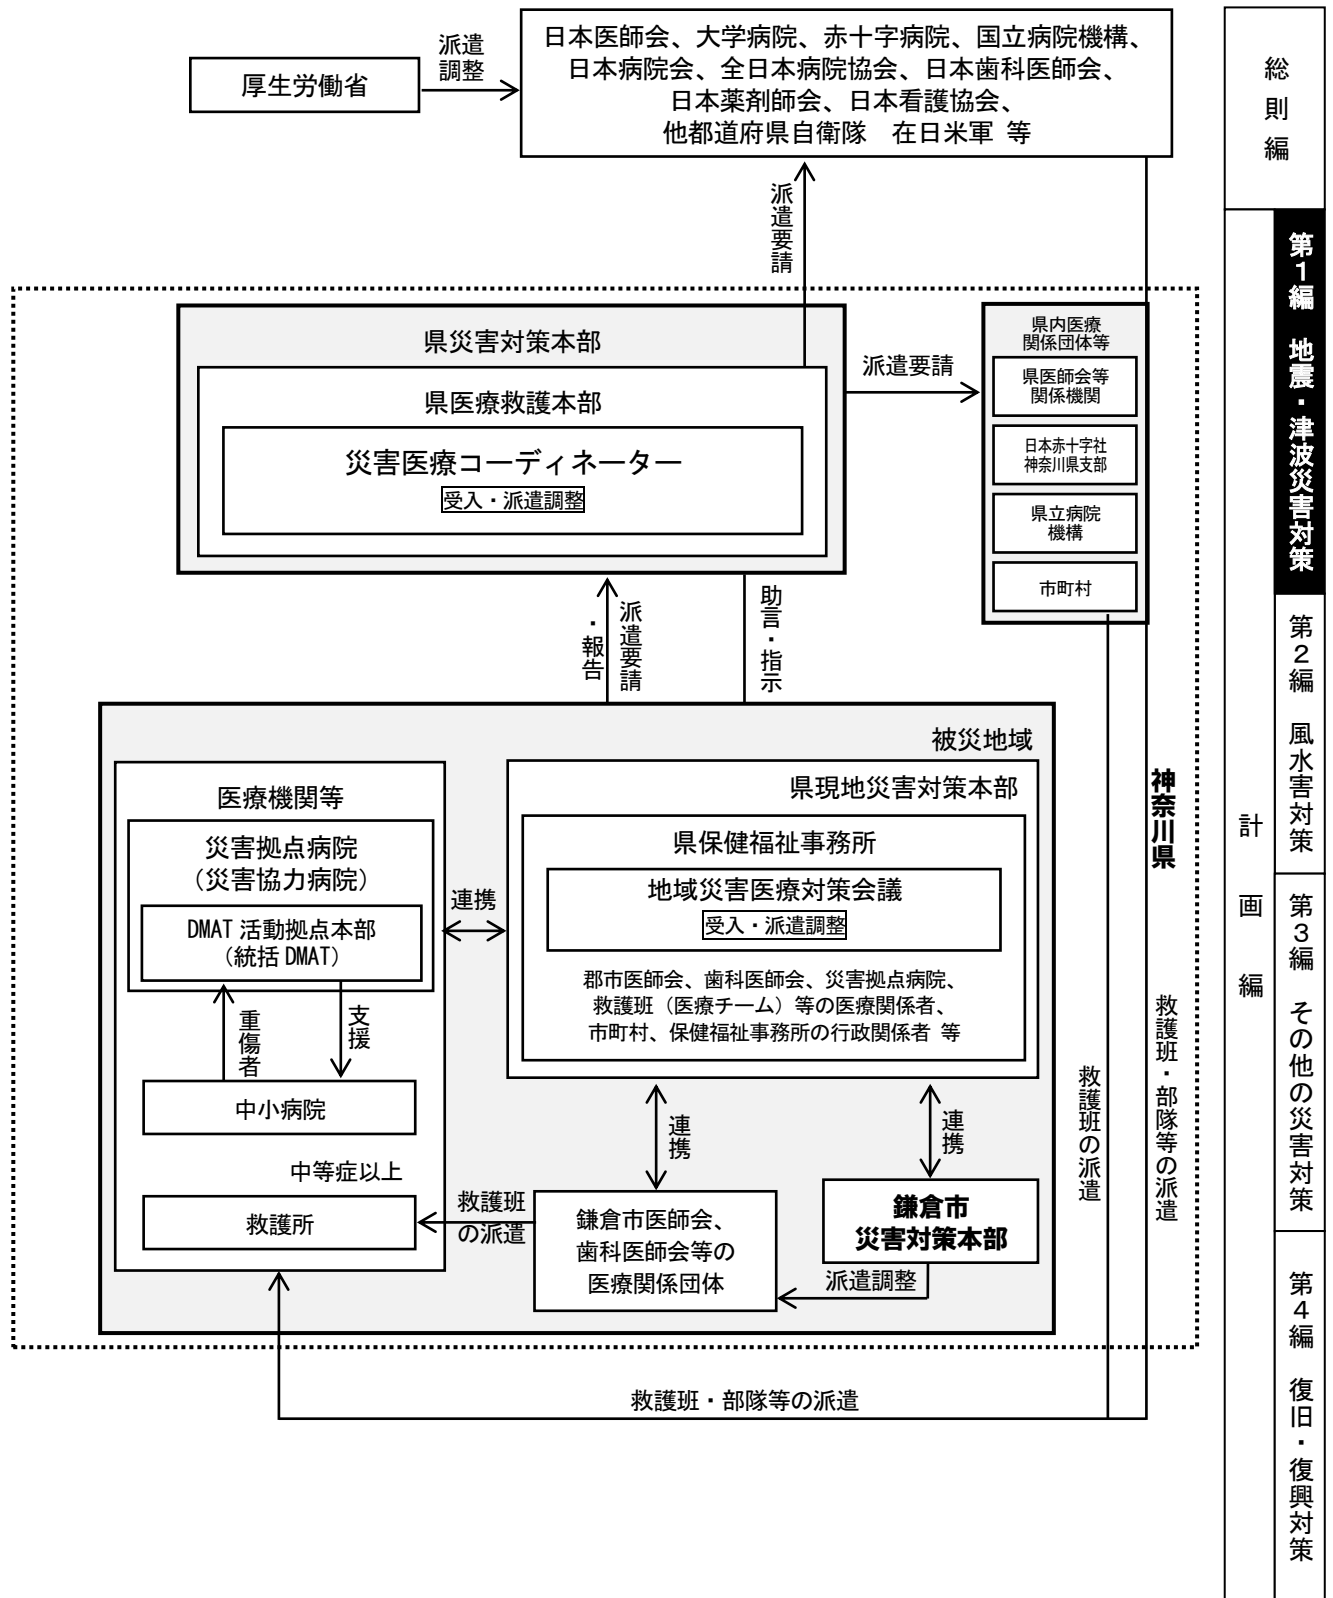 厚生労働省
派遣
調整
日本医師会、大学病院、赤十字病院、国立病院機構、
日本病院会、全日本病院協会、日本歯科医師会、
日本薬剤師会、日本看護協会、
他都道府県自衛隊　在日米軍 等
派遣要請
県災害対策本部
県医療救護本部
災害医療コーディネーター
受入・派遣調整
派遣要請
県内医療
関係団体等
県医師会等
関係機関
日本赤十字社
神奈川県支部
県立病院
機構
市町村
派遣要請
・報告
助言・指示
被災地域
医療機関等
災害拠点病院
（災害協力病院）
DMAT 活動拠点本部
（統括 DMAT）
重傷者
支援
中小病院
中等症以上
救護所
連携
県現地災害対策本部
県保健福祉事務所
地域災害医療対策会議
受入・派遣調整
郡市医師会、歯科医師会、災害拠点病院、
救護班（医療チーム）等の医療関係者、
市町村、保健福祉事務所の行政関係者 等
連携
連携
救護班
の派遣
鎌倉市医師会、
歯科医師会等の
医療関係団体
鎌倉市
災害対策本部
派遣調整
神奈川県
救護班の派遣
救護班・部隊等の派遣
救護班・部隊等の派遣
総則編
計画編
第1編　地震・津波災害対策
第2編　風水害対策
第3編　その他の災害対策
第4編　復旧・復興対策